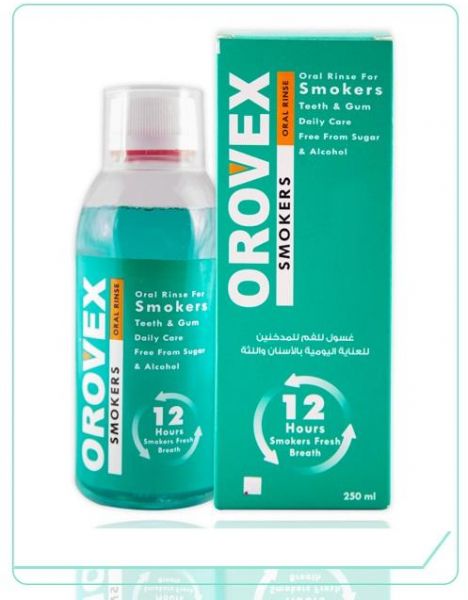 OROVEX
SMOKERS
ORAL RINSE
Oral Rinse For
Smokers
Teeth & Gum
Daily Care
Free From Sugar
& Alcohol
12
Hours
Smokers Fresh
Breath
OROVEX
SMOKERS
ORAL RINSE
Oral Rinse For
Smokers
Teeth & Gum
Daily Care
Free From Sugar
& Alcohol
غسول للفم للمدخنين
للعناية اليومية بالأسنان واللثة
12
Hours
Smokers Fresh
Breath
250 ml